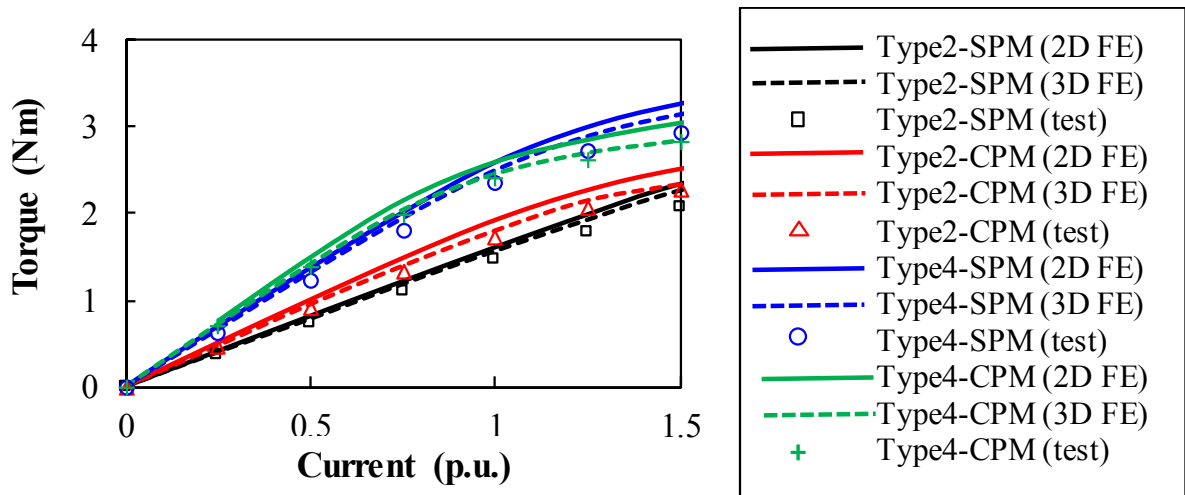 4
3
2
1
0
Torque (Nm)
0
0.5
1
1.5
Current (p.u.)
Type2-SPM (2D FE)
Type2-SPM (3D FE)
Type2-SPM (test)
Type2-CPM (2D FE)
Type2-CPM (3D FE)
Type2-CPM (test)
Type4-SPM (2D FE)
Type4-SPM (3D FE)
Type4-SPM (test)
Type4-CPM (2D FE)
Type4-CPM (3D FE)
Type4-CPM (test)